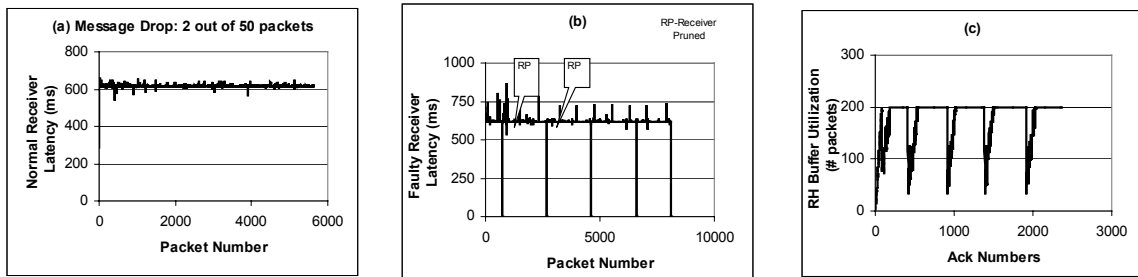 (a) Message Drop: 2 out of 50 packets
Normal Receiver
Latency (ms)
800
600
400
200
0
0
2000
4000
6000
Packet Number
(b)
RP-Receiver
Pruned
Faulty Receiver
Latency (ms)
1000
750
500
250
0
RP
RP
0
5000
10000
Packet Number
(c)
RH Buffer Utilization
(# packets)
300
200
100
0
0
1000
2000
3000
Ack Numbers